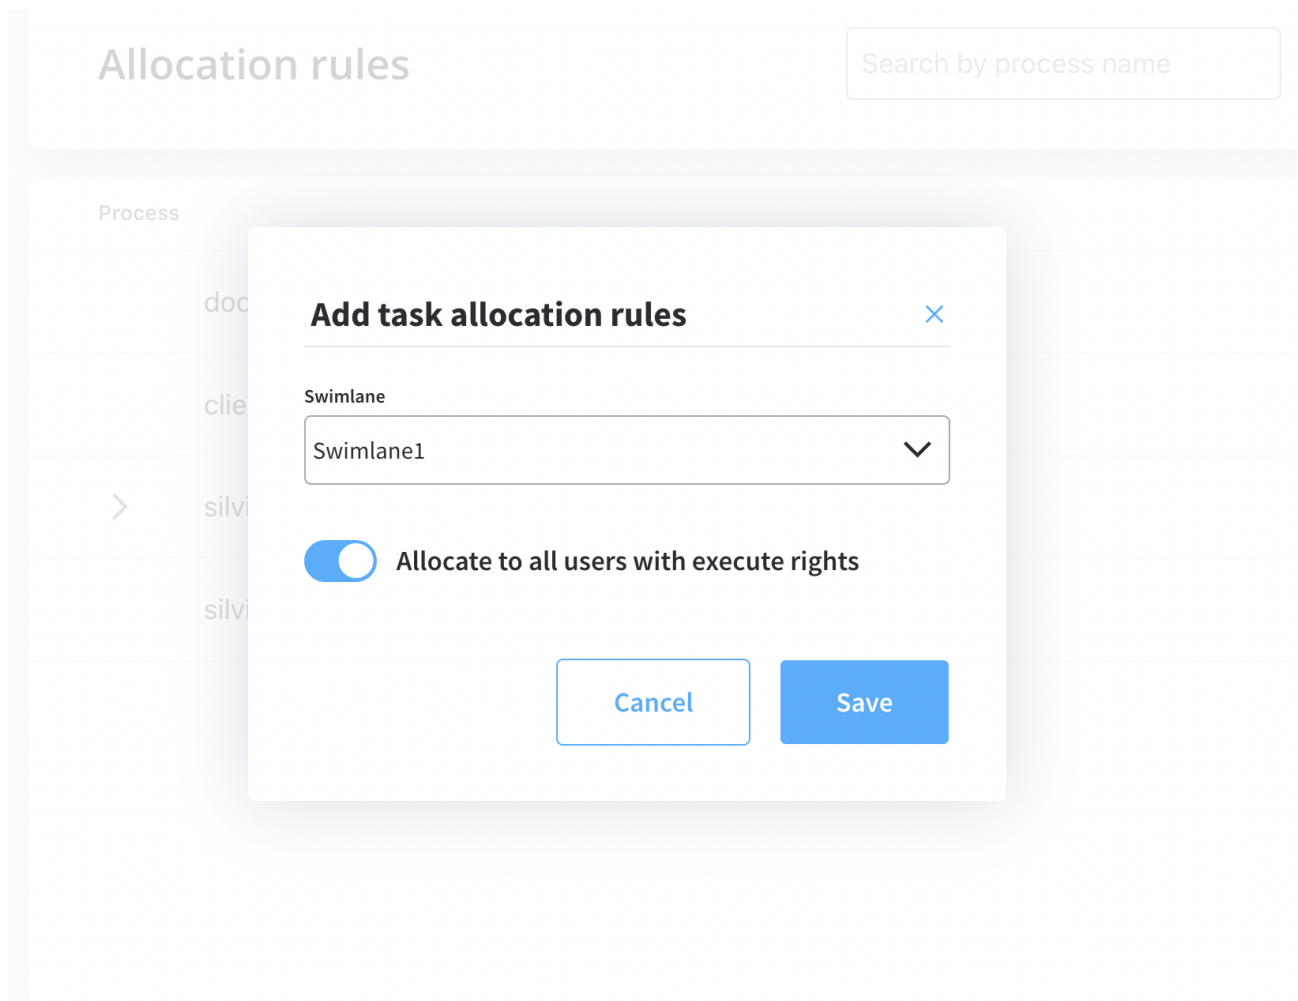 Allocation rules
Search by process name
Process
Add task allocation rules
Swimlane
Swimlane1
Allocate to all users with execute rights
Cancel
Save